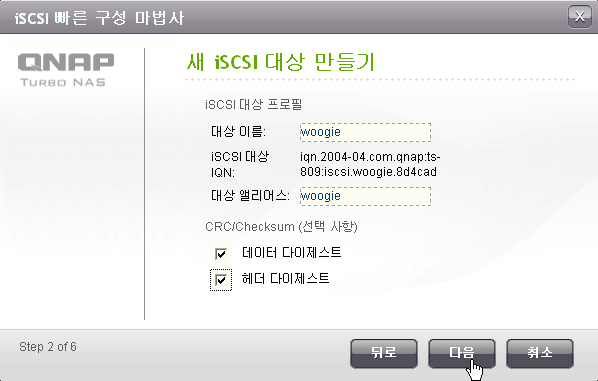 iSCSI 빠른 구성 마법사
X
QNAP
TURBO NAS
새 iSCSI 대상 만들기
iSCSI 대상 프로필
대상 이름: woogie
iSCSI 대상 iqn.2004-04.com.qnap:ts-
IQN: 809:iscsi.woogie.8d4cad
대상 앨리어스: woogie
CRC/Checksum (선택 사항)
데이터 다이제스트
헤더 다이제스트
Step 2 of 6
뒤로 다음 취소